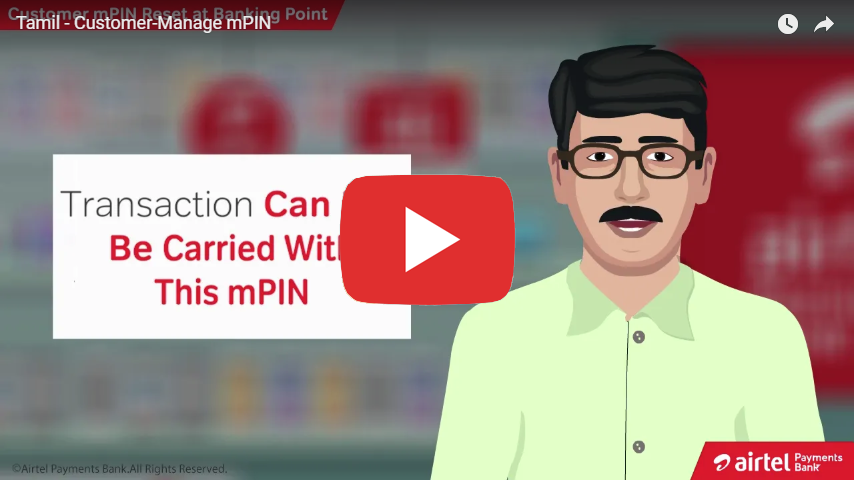 Customer mPIN Reset at Banking Point
Tamil - Customer-Manage mPIN
Transaction Can
Be Carried With
This mPIN
©Airtel Payments Bank.All Rights Reserved.
airtel Payments
Bank